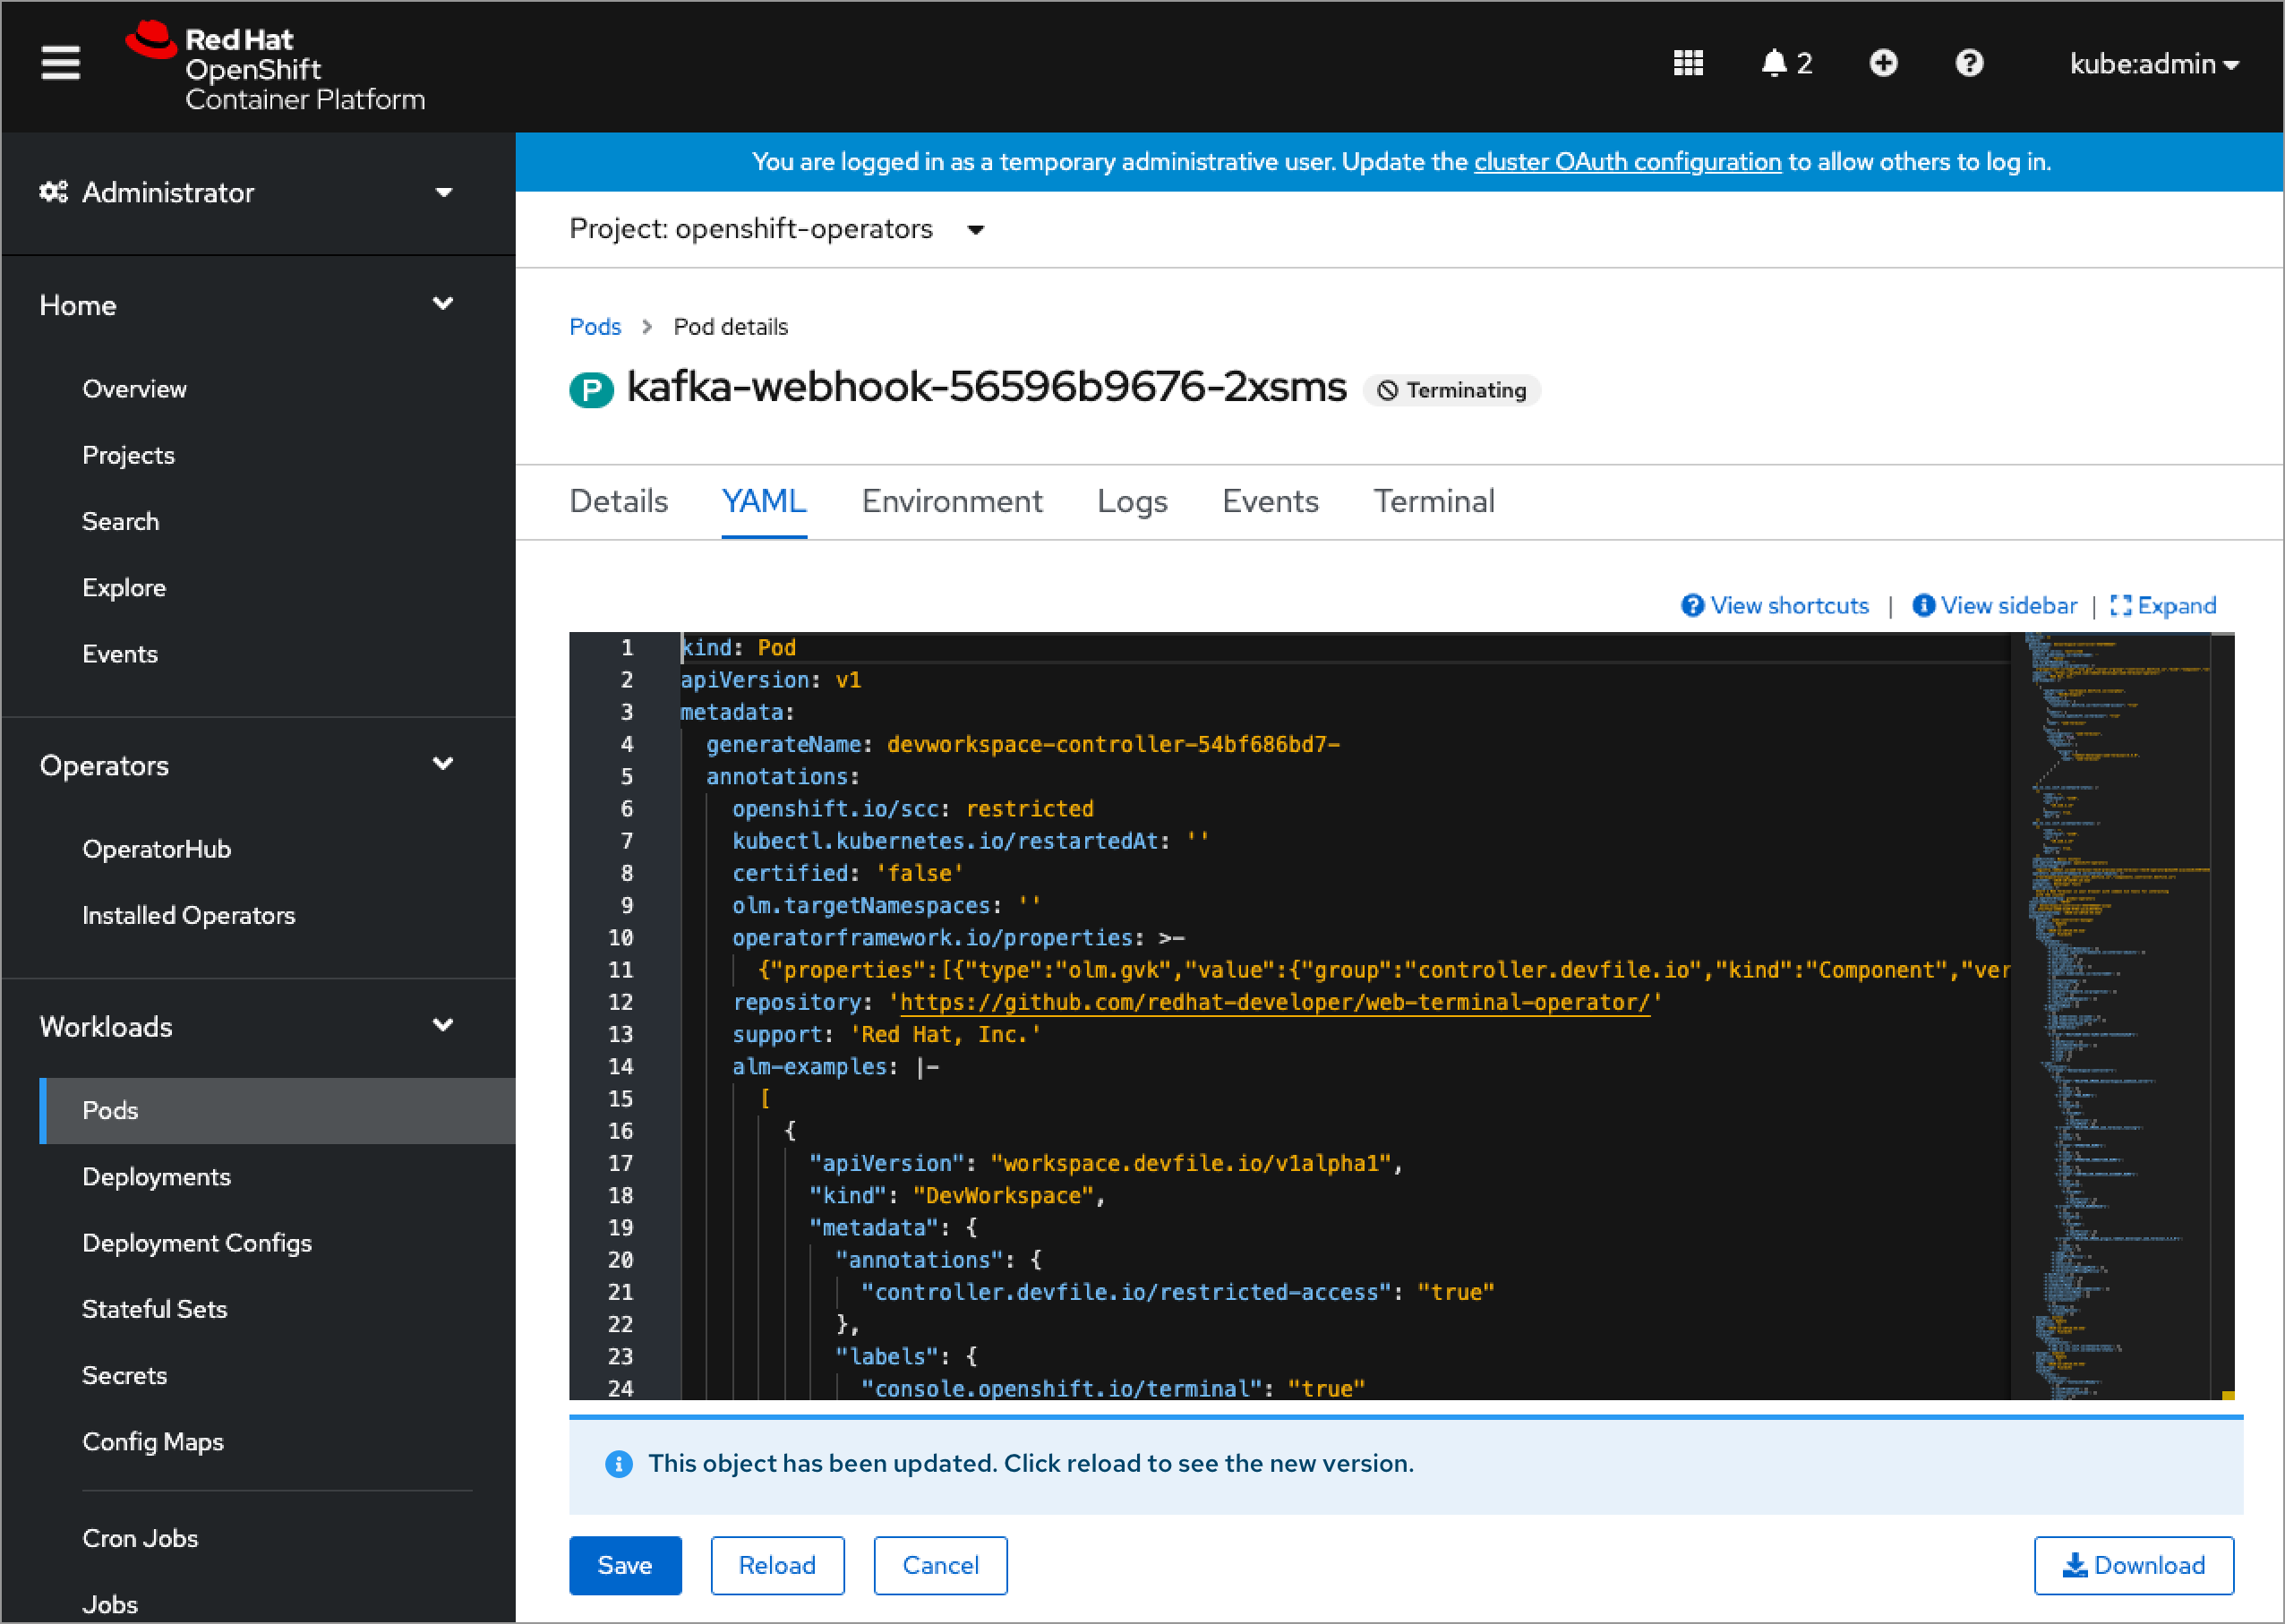 Red Hat
OpenShift
Container Platform
2
kube:admin
Administrator
Home
Overview
Projects
Search
Explore
Events
Operators
OperatorHub
Installed Operators
Workloads
Pods
Deployments
Deployment Configs
Stateful Sets
Secrets
Config Maps
Cron Jobs
Jobs
You are logged in as a temporary administrative user. Update the cluster OAuth configuration to allow others to log in.
Project: openshift-operators
Pods > Pod details
P kafka-webhook-56596b9676-2xsms Terminating
Details YAML Environment Logs Events Terminal
View shortcuts | View sidebar | Expand
1 kind: Pod
2 apiVersion: v1
3 metadata:
4 generateName: devworkspace-controller-54bf686bd7-
5 annotations:
6 openshift.io/scc: restricted
7 kubectl.kubernetes.io/restartedAt: ''
8 certified: 'false'
9 olm.targetNamespaces: ''
10 operatorframework.io/properties: >-
11 {"properties":[{"type":"olm.gvk","value":{"group":"controller.devfile.io","kind":"Component","ver
12 repository: 'https://github.com/redhat-developer/web-terminal-operator/'
13 support: 'Red Hat, Inc.'
14 alm-examples: |-
15 [
16 {
17 "apiVersion": "workspace.devfile.io/v1alpha1",
18 "kind": "DevWorkspace",
19 "metadata": {
20 "annotations": {
21 "controller.devfile.io/restricted-access": "true"
22 },
23 "labels": {
24 "console.openshift.io/terminal": "true"
This object has been updated. Click reload to see the new version.
Save Reload Cancel Download